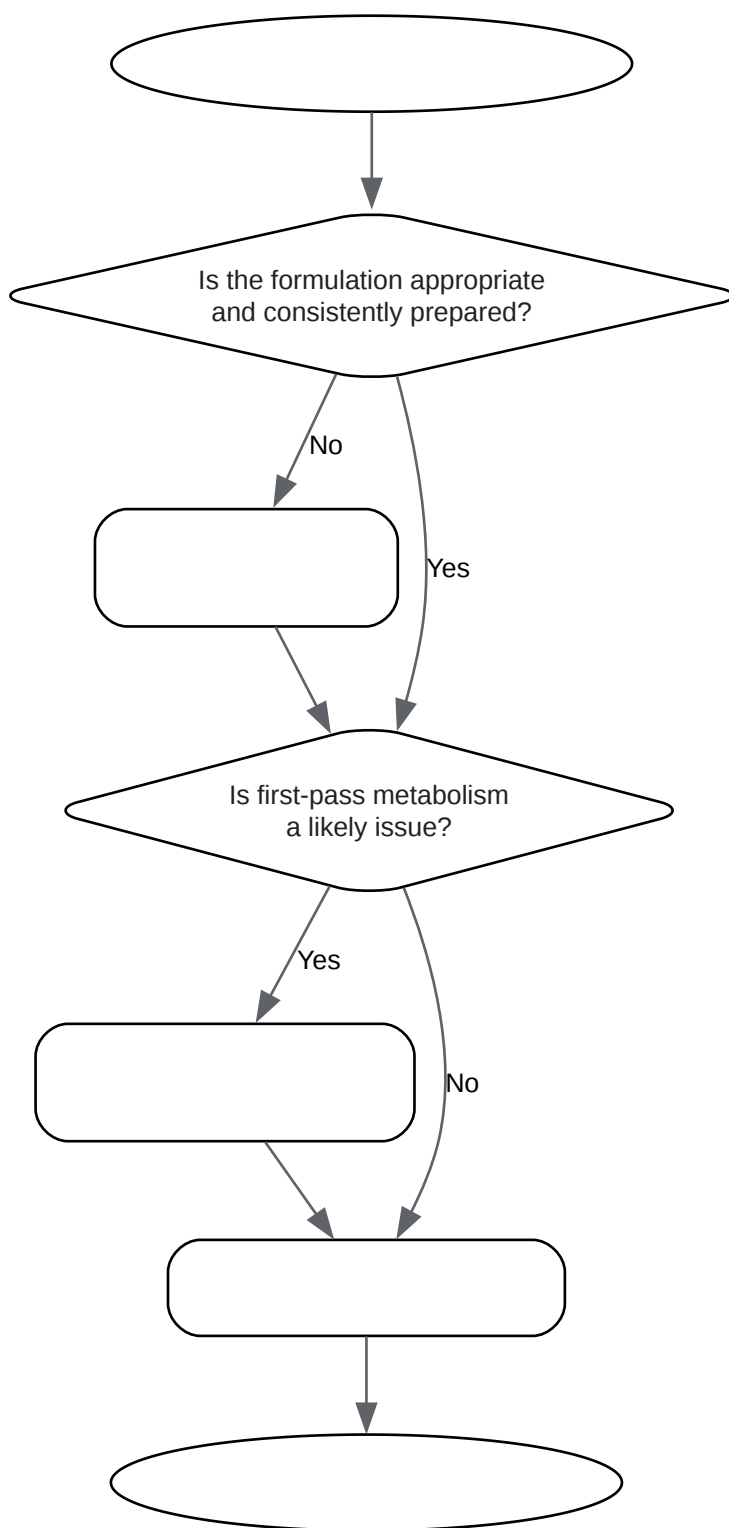 Is the formulation appropriate
and consistently prepared?
No
Yes
Is first-pass metabolism
a likely issue?
Yes
No